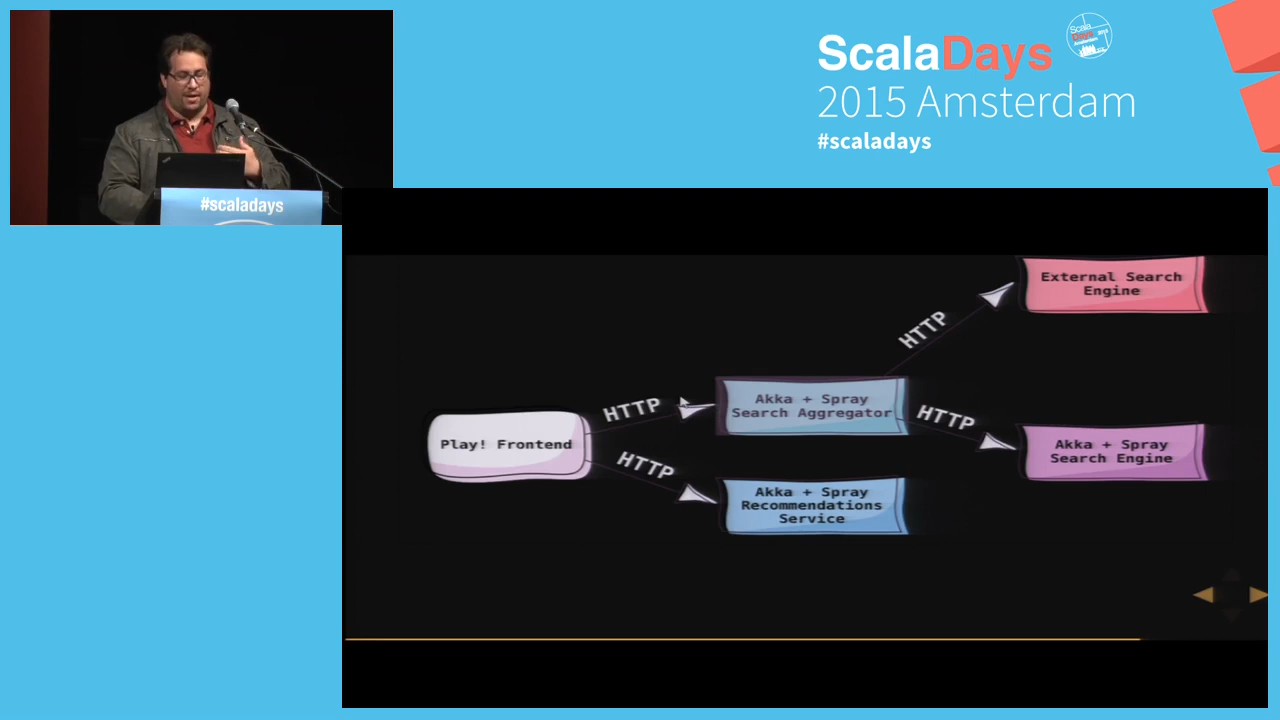 ScalaDays
2015 Amsterdam
#scaladays
#scaladays
External Search
Engine
HTTP
HTTP
Akka + Spray
Search Aggregator
HTTP
Play! Frontend
Akka + Spray
Search Engine
HTTP
Akka + Spray
Recommendations
Service